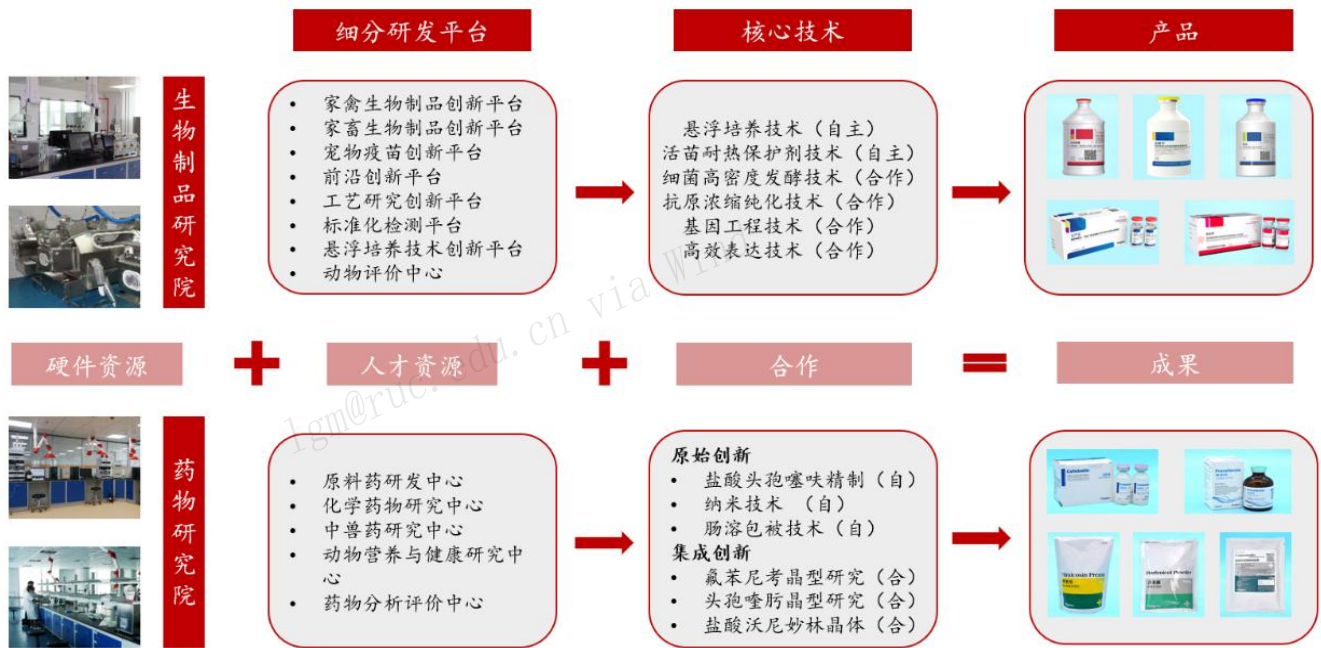 细分研发平台
核心技术
产品
生物制品研究院
• 家禽生物制品创新平台
• 家畜生物制品创新平台
• 宠物疫苗创新平台
• 前沿创新平台
• 工艺研究创新平台
• 标准化检测平台
• 悬浮培养技术创新平台
• 动物评价中心
悬浮培养技术（自主）
活苗耐热保护剂技术（自主）
细菌高密度发酵技术（合作）
抗原浓缩纯化技术（合作）
基因工程技术（合作）
高效表达技术（合作）
硬件资源
+
人才资源
+
合作
=
成果
药物研究院
• 原料药研发中心
• 化学药物研究中心
• 中兽药研究中心
• 动物营养与健康研究中
心
• 药物分析评价中心
原始创新
• 盐酸头孢噻呋精制（自）
• 纳米技术 （自）
• 肠溶包被技术（自）
集成创新
• 氟苯尼考晶型研究（合）
• 头孢喹肟晶型研究（合）
• 盐酸沃尼妙林晶体（合）
lgm@ruc.edu.cn via Wind